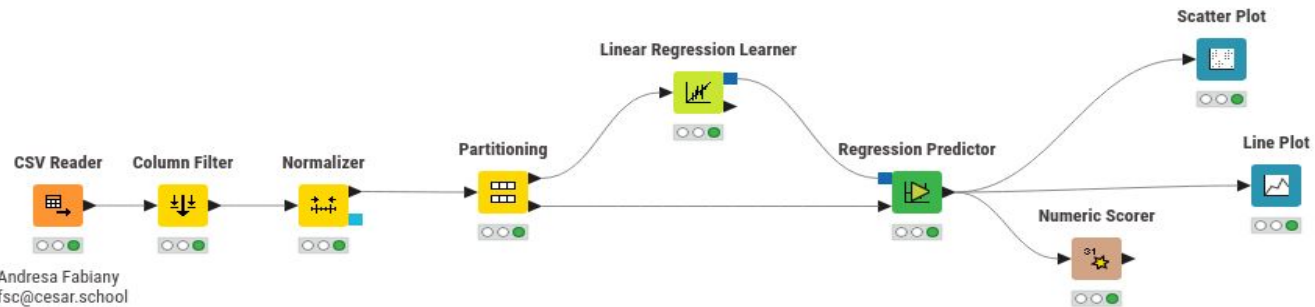 Scatter Plot
Linear Regression Learner
Line Plot
CSV Reader
Column Filter
Normalizer
Partitioning
Regression Predictor
Numeric Scorer
31
Andresa Fabiany
fsc@cesar.school